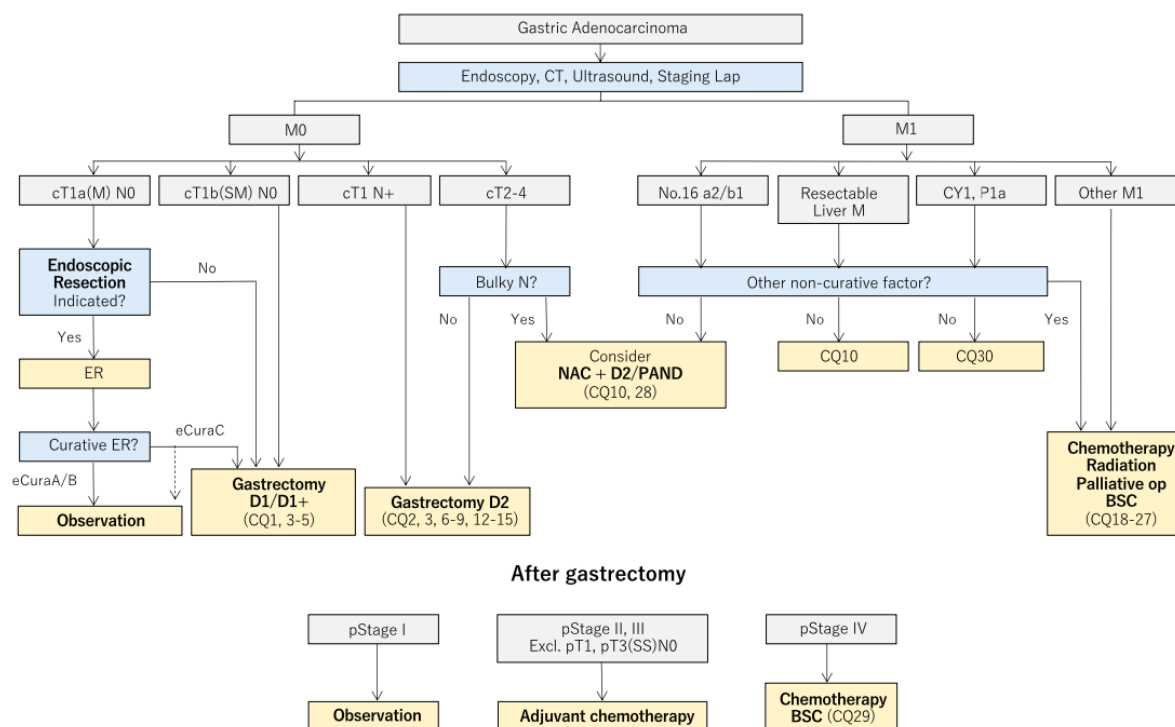 Gastric Adenocarcinoma
Endoscopy, CT, Ultrasound, Staging Lap
M0
M1
cT1a(M) N0
cT1b(SM) N0
cT1 N+
cT2-4
No.16 a2/b1
Resectable
Liver M
CY1, P1a
Other M1
Endoscopic
Resection
Indicated?
No
Bulky N?
Other non-curative factor?
Yes
No
Yes
No
No
No
Yes
ER
Consider
NAC + D2/PAND
(CQ10, 28)
CQ10
CQ30
Curative ER?
eCuraC
eCuraA/B
Observation
Gastrectomy
D1/D1+
(CQ1, 3-5)
Gastrectomy D2
(CQ2, 3, 6-9, 12-15)
Chemotherapy
Radiation
Palliative op
BSC
(CQ18-27)
After gastrectomy
pStage I
pStage II, III
Excl. pT1, pT3(SS)N0
pStage IV
Observation
Adjuvant chemotherapy
Chemotherapy
BSC (CQ29)